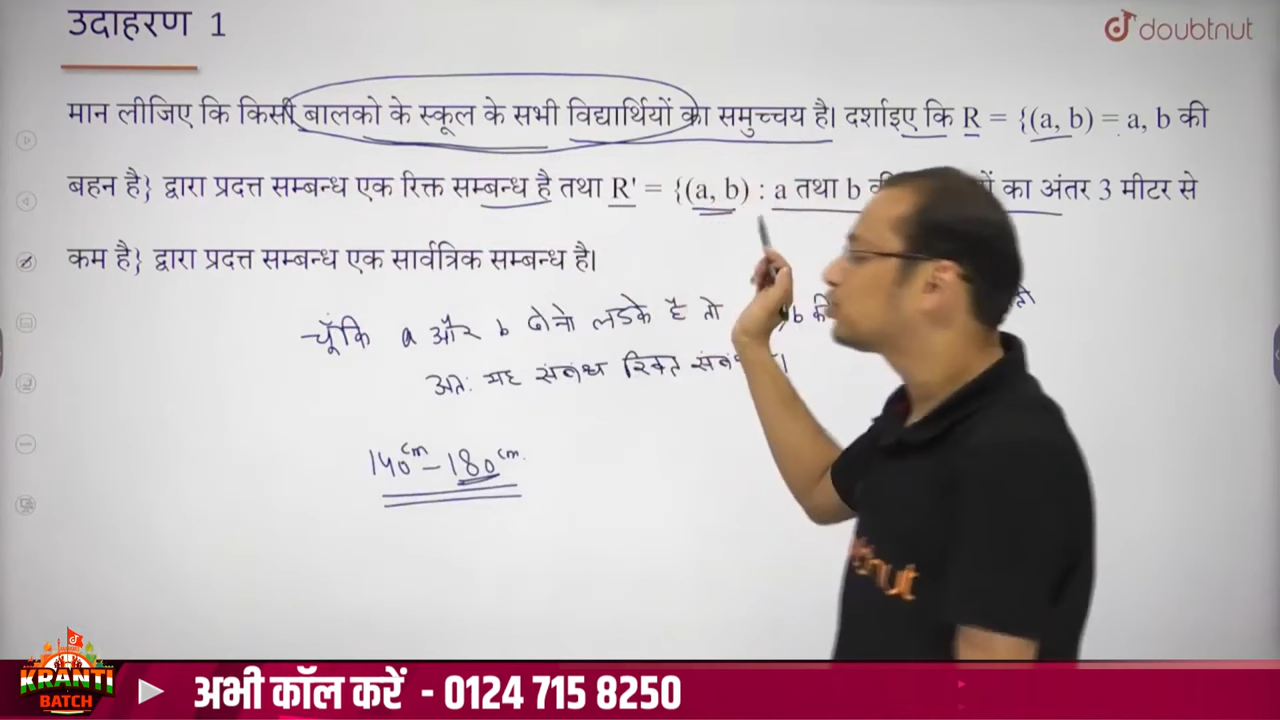 उदाहरण 1
doubtnut
मान लीजिए कि किसी बालको के स्कूल के सभी विद्यार्थियों का समुच्चय है। दर्शाइए कि R = {(a, b) = a, b की
बहन है} द्वारा प्रदत्त सम्बन्ध एक रिक्त सम्बन्ध है तथा R' = {(a, b) : a तथा b की का अंतर 3 मीटर से
कम है} द्वारा प्रदत्त सम्बन्ध एक सार्वत्रिक सम्बन्ध है।
चूँकि a और b दोनो लडके है तो b की
अतः यह संबंध रिक्त
140cm - 180cm.
KRANTI
BATCH
अभी कॉल करें - 0124 715 8250